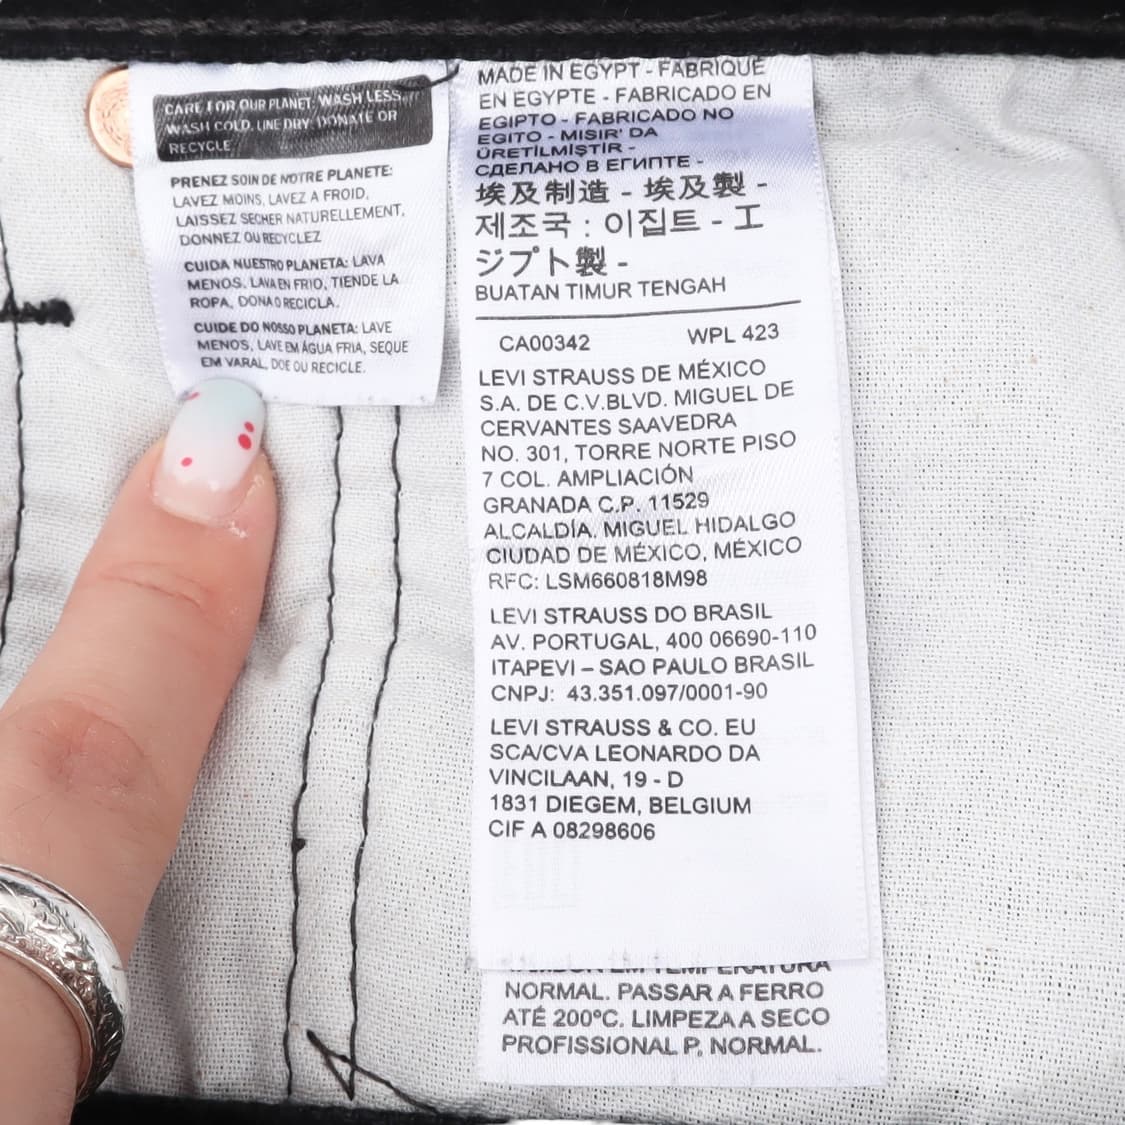 CARE FOR OUR PLANET: WASH LESS,
WASH COLD, LINE DRY, DONATE OR
RECYCLE
PRENEZ SOIN DE NOTRE PLANETE:
LAVEZ MOINS, LAVEZ A FROID,
LAISSEZ SECHER NATURELLEMENT,
DONNEZ OU RECYCLEZ
CUIDA NUESTRO PLANETA: LAVA
MENOS, LAVA EN FRIO, TIENDE LA
ROPA, DONA O RECICLA.
CUIDE DO NOSSO PLANETA: LAVE
MENOS, LAVE EM ÁGUA FRIA, SEQUE
EM VARAL, DOE OU RECICLE.
MADE IN EGYPT - FABRIQUÉ
EN EGYPTE - FABRICADO EN
EGIPTO - FABRICADO NO
EGITO - MISIR' DA
ÜRETİLMİŞTİR -
СДЕЛАНО В ЕГИПТЕ -
埃及制造 - 埃及製 -
제조국 : 이집트 - エ
ジプト製 -
BUATAN TIMUR TENGAH
CA00342 WPL 423
LEVI STRAUSS DE MÉXICO
S.A. DE C.V.BLVD. MIGUEL DE
CERVANTES SAAVEDRA
NO. 301, TORRE NORTE PISO
7 COL. AMPLIACIÓN
GRANADA C.P. 11529
ALCALDÍA. MIGUEL HIDALGO
CIUDAD DE MÉXICO, MÉXICO
RFC: LSM660818M98
LEVI STRAUSS DO BRASIL
AV. PORTUGAL, 400 06690-110
ITAPEVI – SAO PAULO BRASIL
CNPJ: 43.351.097/0001-90
LEVI STRAUSS & CO. EU
SCA/CVA LEONARDO DA
VINCILAAN, 19 - D
1831 DIEGEM, BELGIUM
CIF A 08298606
EM TEMPERATURA
NORMAL. PASSAR A FERRO
ATÉ 200ºC. LIMPEZA A SECO
PROFISSIONAL P, NORMAL.